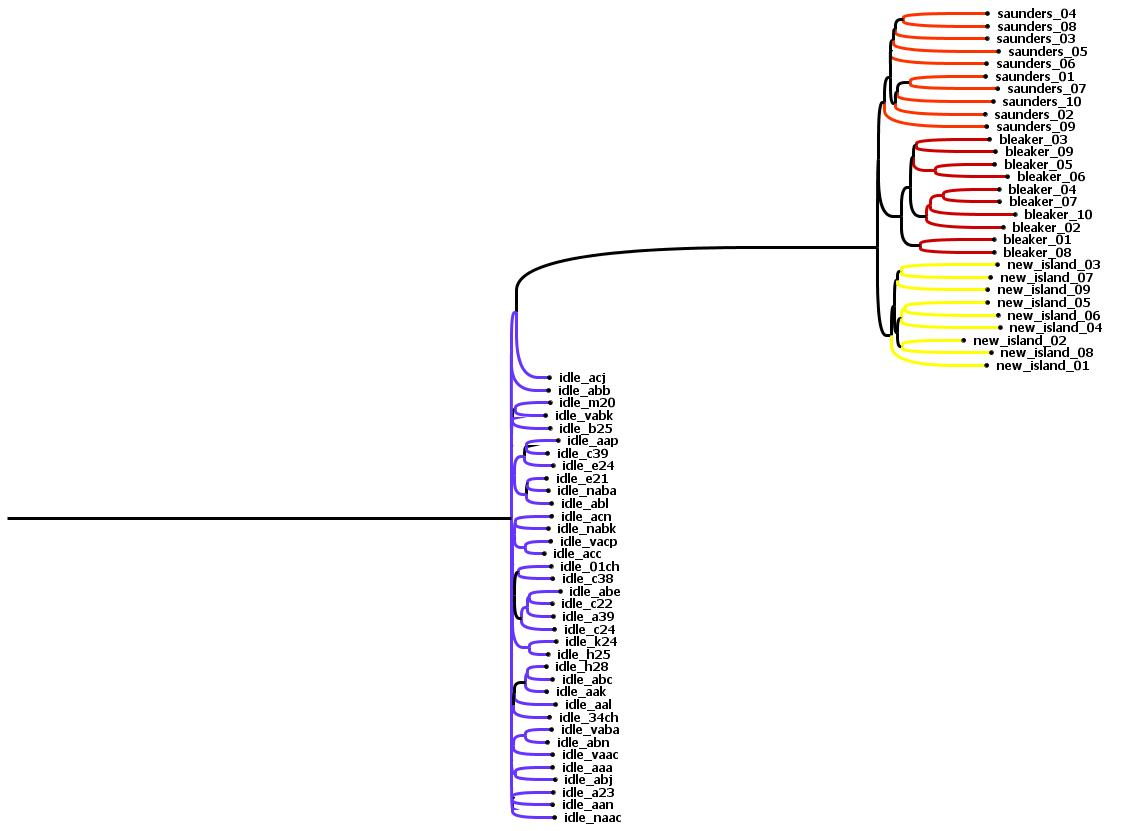 saunders_04
saunders_08
saunders_03
saunders_05
saunders_06
saunders_01
saunders_07
saunders_10
saunders_02
saunders_09
bleaker_03
bleaker_09
bleaker_05
bleaker_06
bleaker_04
bleaker_07
bleaker_10
bleaker_02
bleaker_01
bleaker_08
new_island_03
new_island_07
new_island_09
new_island_05
new_island_06
new_island_04
new_island_02
new_island_08
new_island_01
idle_acj
idle_abb
idle_m20
idle_vabk
idle_b25
idle_aap
idle_c39
idle_e24
idle_e21
idle_naba
idle_abl
idle_acn
idle_nabk
idle_vacp
idle_acc
idle_01ch
idle_c38
idle_abe
idle_c22
idle_a39
idle_c24
idle_k24
idle_h25
idle_h28
idle_abc
idle_aak
idle_aal
idle_34ch
idle_vaba
idle_abn
idle_vaac
idle_aaa
idle_abj
idle_a23
idle_aan
idle_naac